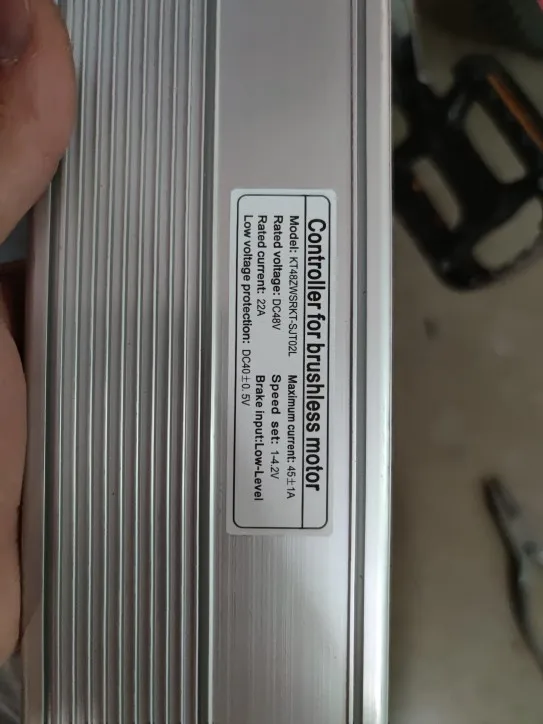 Controller for brushless motor
Model: KT48ZWSRKT-SJT02L Maximum current: 45±1A
Rated voltage: DC48V Speed set: 1-4.2V
Rated current: 22A Brake input:Low-Level
Low voltage protection: DC40±0.5V